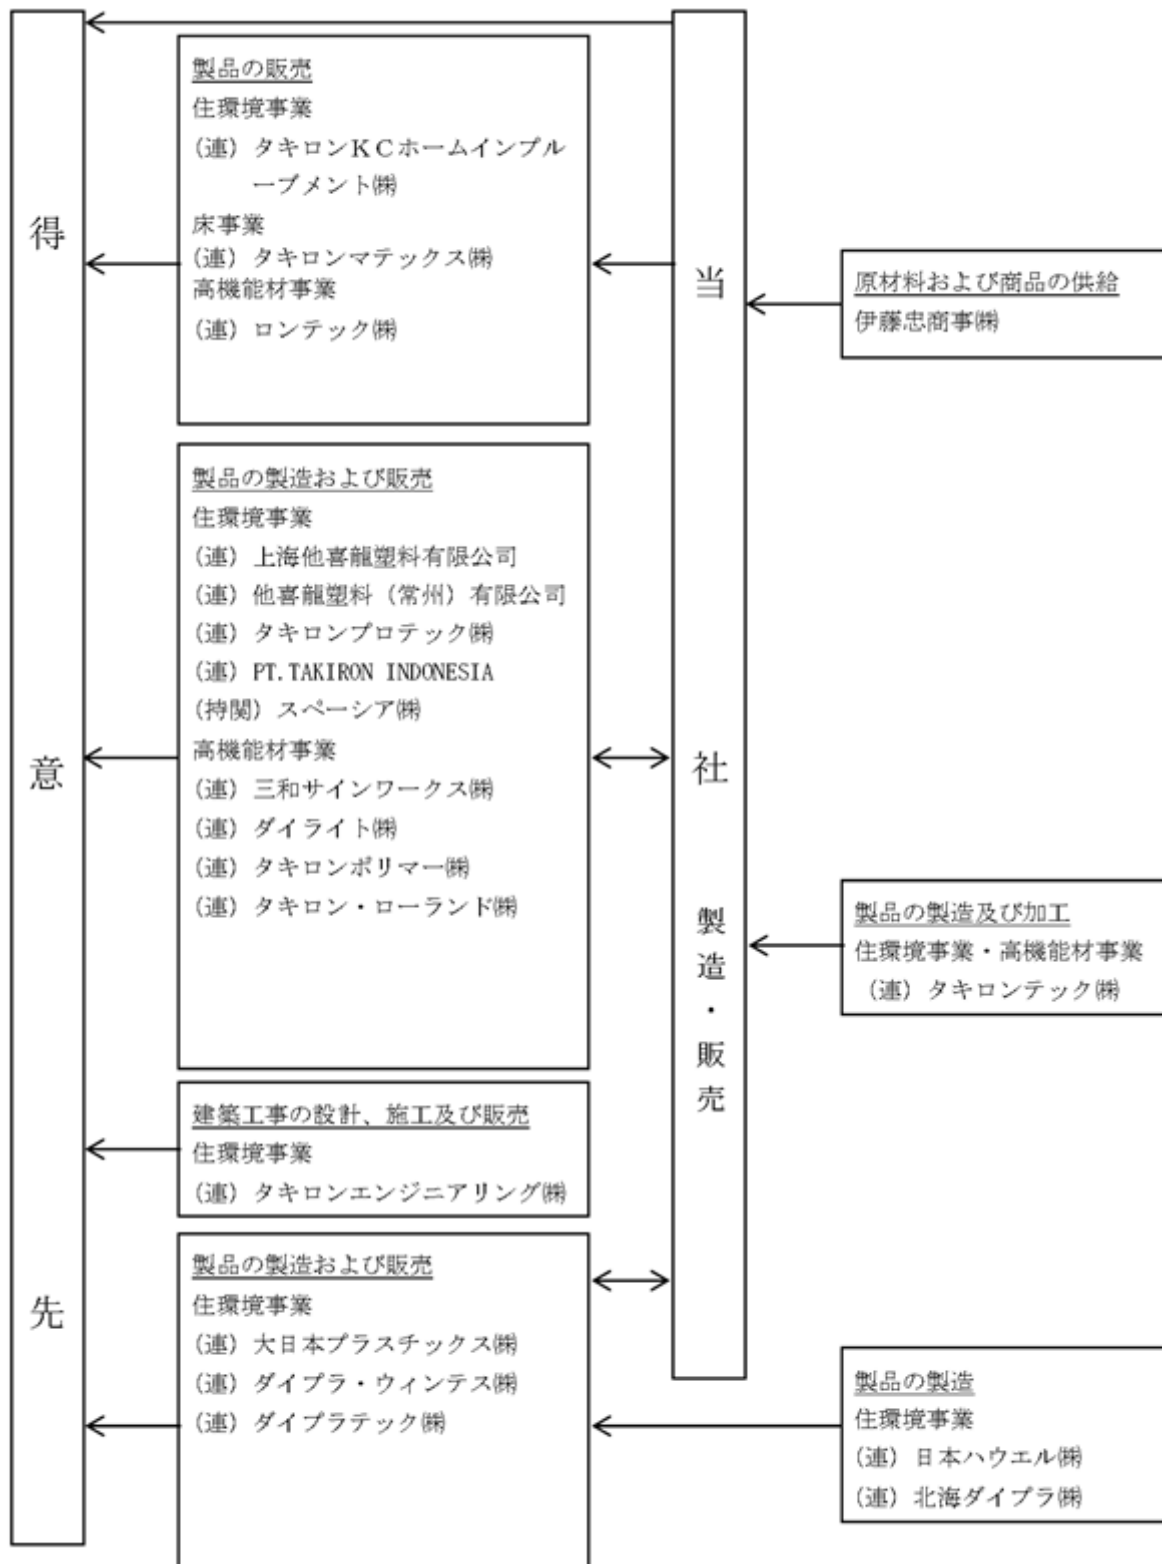 製品の販売
住環境事業
(連) タキロンKCホームインプル
ーブメント㈱
床事業
(連) タキロンマテックス㈱
高機能材事業
(連) ロンテック㈱
製品の製造および販売
住環境事業
(連) 上海他喜龍塑料有限公司
(連) 他喜龍塑料（常州）有限公司
(連) タキロンプロテック㈱
(連) PT.TAKIRON INDONESIA
(持関) スペーシア㈱
高機能材事業
(連) 三和サインワークス㈱
(連) ダイライト㈱
(連) タキロンポリマー㈱
(連) タキロン・ローランド㈱
建築工事の設計、施工及び販売
住環境事業
(連) タキロンエンジニアリング㈱
製品の製造および販売
住環境事業
(連) 大日本プラスチックス㈱
(連) ダイプラ・ウィンテス㈱
(連) ダイプラテック㈱
得意先
当社 製造・販売
原材料および商品の供給
伊藤忠商事㈱
製品の製造及び加工
住環境事業・高機能材事業
(連) タキロンテック㈱
製品の製造
住環境事業
(連) 日本ハウエル㈱
(連) 北海ダイプラ㈱